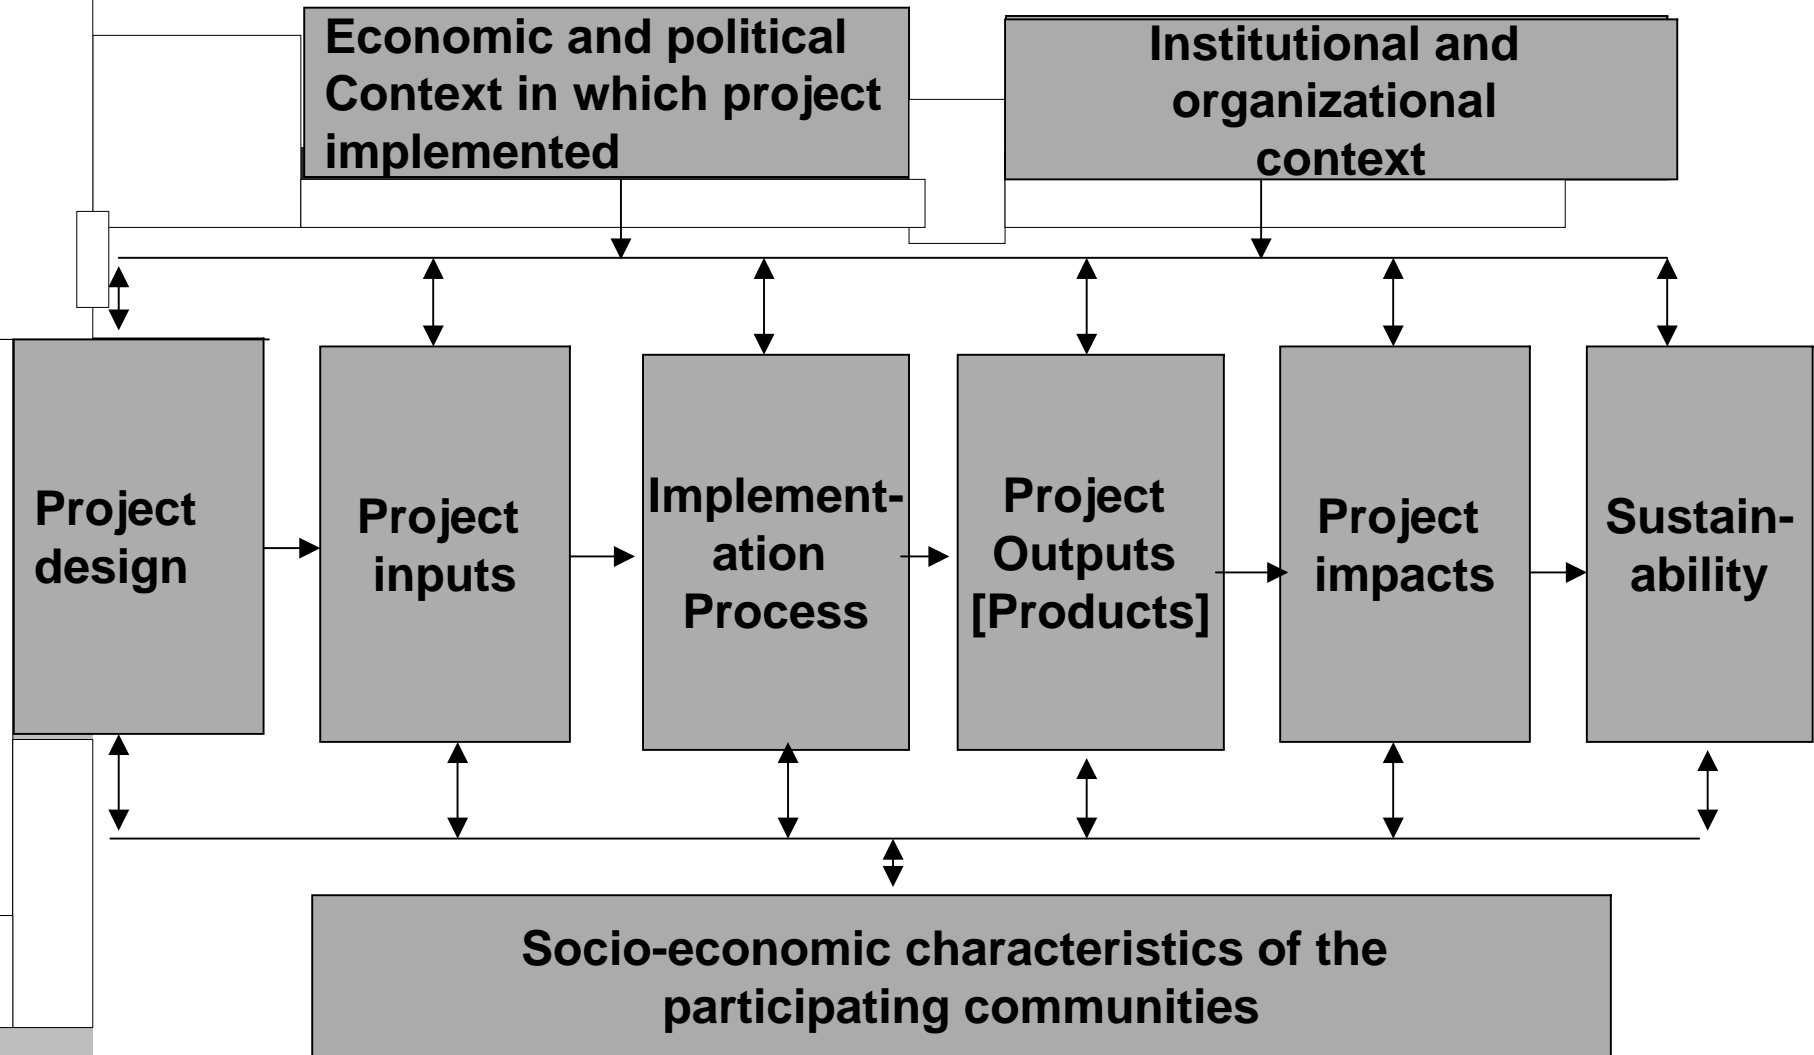 Economic and political
Context in which project
implemented
Institutional and
organizational
context
Project
design
Project
inputs
Implement-
ation
Process
Project
Outputs
[Products]
Project
impacts
Sustain-
ability
Socio-economic characteristics of the
participating communities